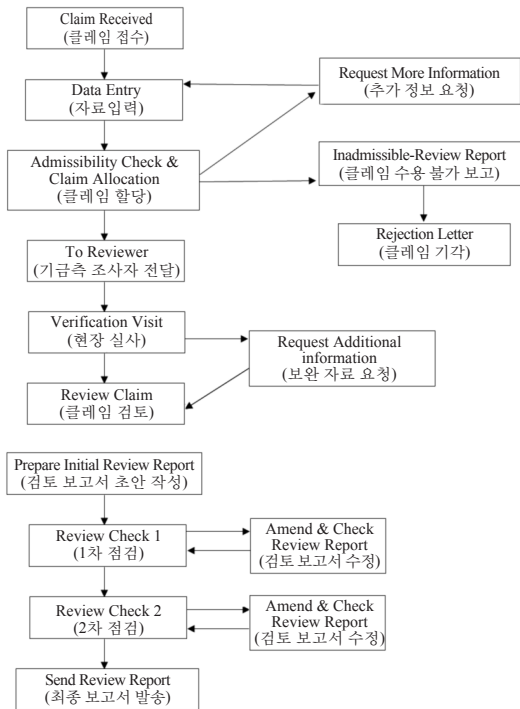 Claim Received
(클레임 접수)
Data Entry
(자료입력)
Request More Information
(추가 정보 요청)
Admissibility Check &
Claim Allocation
(클레임 할당)
Inadmissible-Review Report
(클레임 수용 불가 보고)
Rejection Letter
(클레임 기각)
To Reviewer
(기금측 조사자 전달)
Verification Visit
(현장 실사)
Request Additional
information
(보완 자료 요청)
Review Claim
(클레임 검토)
Prepare Initial Review Report
(검토 보고서 초안 작성)
Review Check 1
(1차 점검)
Amend & Check
Review Report
(검토 보고서 수정)
Review Check 2
(2차 점검)
Amend & Check
Review Report
(검토 보고서 수정)
Send Review Report
(최종 보고서 발송)